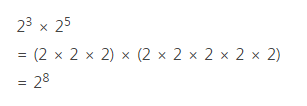 2³ × 2⁵
= (2 × 2 × 2) × (2 × 2 × 2 × 2 × 2)
= 2⁸